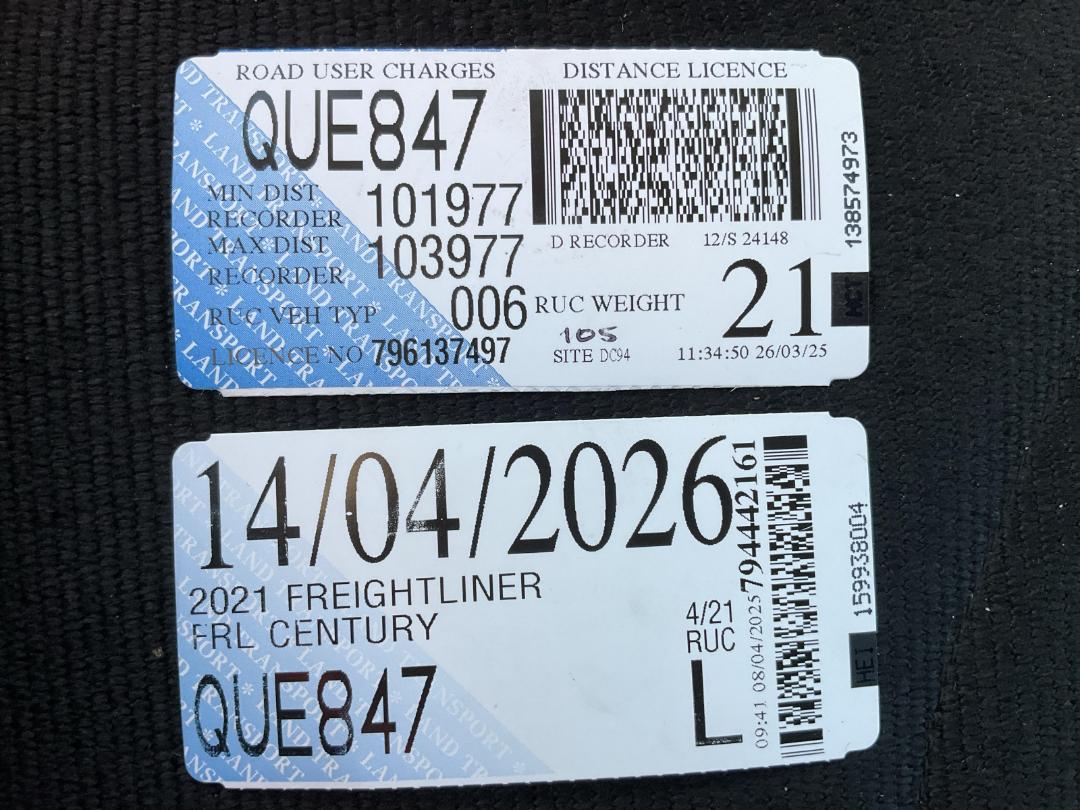 ROAD USER CHARGES DISTANCE LICENCE
QUE847
MIN DIST
RECORDER 101977
MAX DIST
RECORDER 103977
RUC VEH TYP 006
LICENCE NO 796137497
D RECORDER 12/S 24148
RUC WEIGHT 21
105
SITE DC94 11:34:50 26/03/25
138574973
MCT
14/04/2026
2021 FREIGHTLINER
FRL CENTURY
QUE847
4/21
RUC
L
794442161
09:41 08/04/2025
159938004
HEI